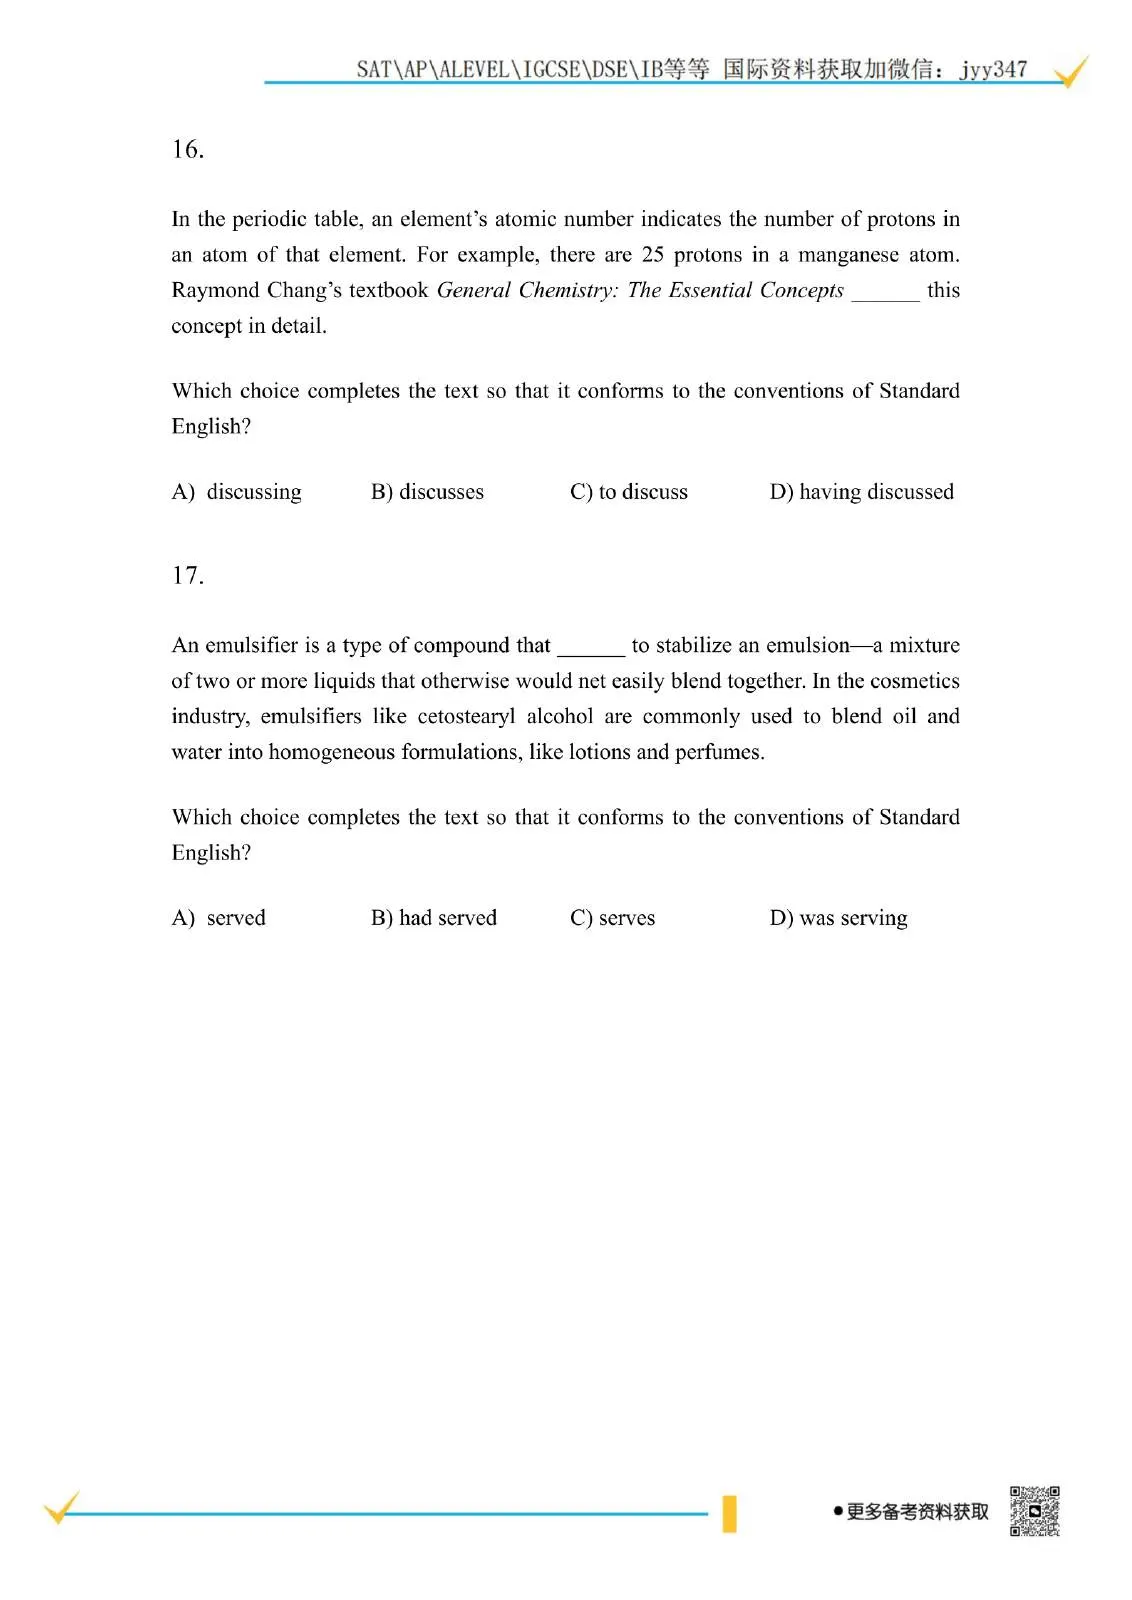 SAT\AP\ALEVEL\IGCSE\DSE\IB等等 国际资料获取加微信：jyy347
16.
In the periodic table, an element’s atomic number indicates the number of protons in
an atom of that element. For example, there are 25 protons in a manganese atom.
Raymond Chang’s textbook General Chemistry: The Essential Concepts ______ this
concept in detail.
Which choice completes the text so that it conforms to the conventions of Standard
English?
A) discussing B) discusses C) to discuss D) having discussed
17.
An emulsifier is a type of compound that ______ to stabilize an emulsion—a mixture
of two or more liquids that otherwise would net easily blend together. In the cosmetics
industry, emulsifiers like cetostearyl alcohol are commonly used to blend oil and
water into homogeneous formulations, like lotions and perfumes.
Which choice completes the text so that it conforms to the conventions of Standard
English?
A) served B) had served C) serves D) was serving
●更多备考资料获取